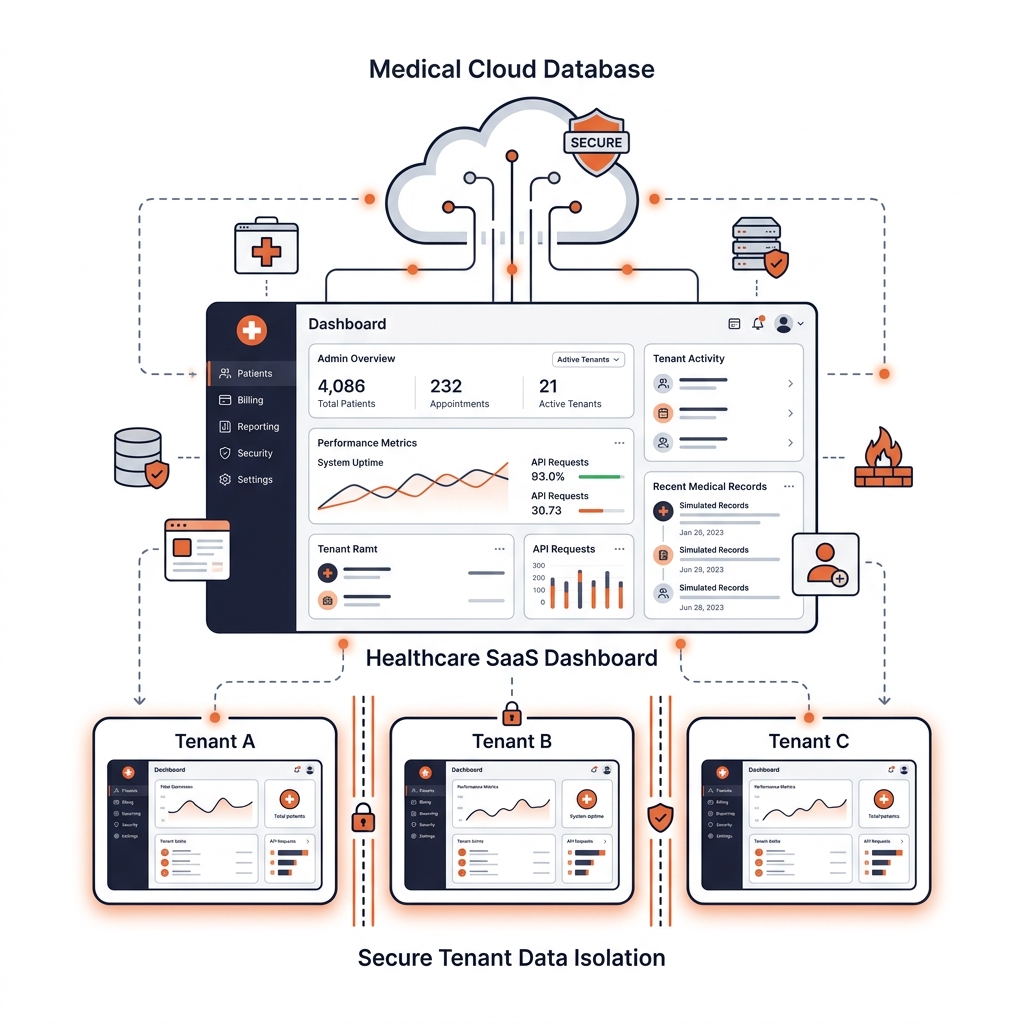 Medical Cloud Database
SECURE
Dashboard
Patients
Billing
Reporting
Security
Settings
Admin Overview
Adtive Tenants
4,086
Total Patients
232
Appointments
21
Active Tenants
Performance Metrics
System Uptime
API Requests
93.0%
API Requests
30.73
Tenant Ramt
API Requests
300
200
100
0
Tenant Activity
Recent Medical Records
Simulated Records
Jan 26, 2023
Simulated Records
Jun 29, 2023
Simulated Records
Jun 28, 2023
Healthcare SaaS Dashboard
Tenant A
Total patients
API Requests
Tenant B
Dashboard
Performance Metrics
System Uptime
API Requests
Tenant C
Dashboard
Performance Metrics
Total patients
API Requests
Secure Tenant Data Isolation